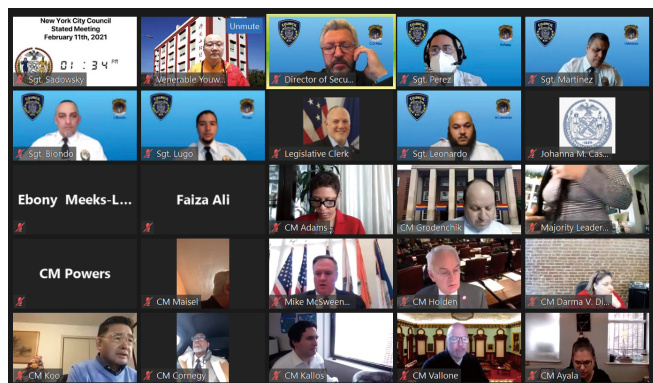 New York City Council
Stated Meeting
February 11th, 2021
01 : 34 PM
Sgt. Sadowsky
Unmute
Venerable Youw...
Director of Secu...
Sgt. Perez
Sgt. Martinez
Sgt. Biondo
Sgt. Lugo
Legislative Clerk
Sgt. Leonardo
Johanna M. Cas...
Ebony Meeks-L...
Faiza Ali
CM Adams
CM Grodenchik
Majority Leader...
CM Powers
CM Maisel
Mike McSween...
CM Holden
CM Darma V. Di...
CM Koo
CM Cornegy
CM Kallos
CM Vallone
CM Ayala